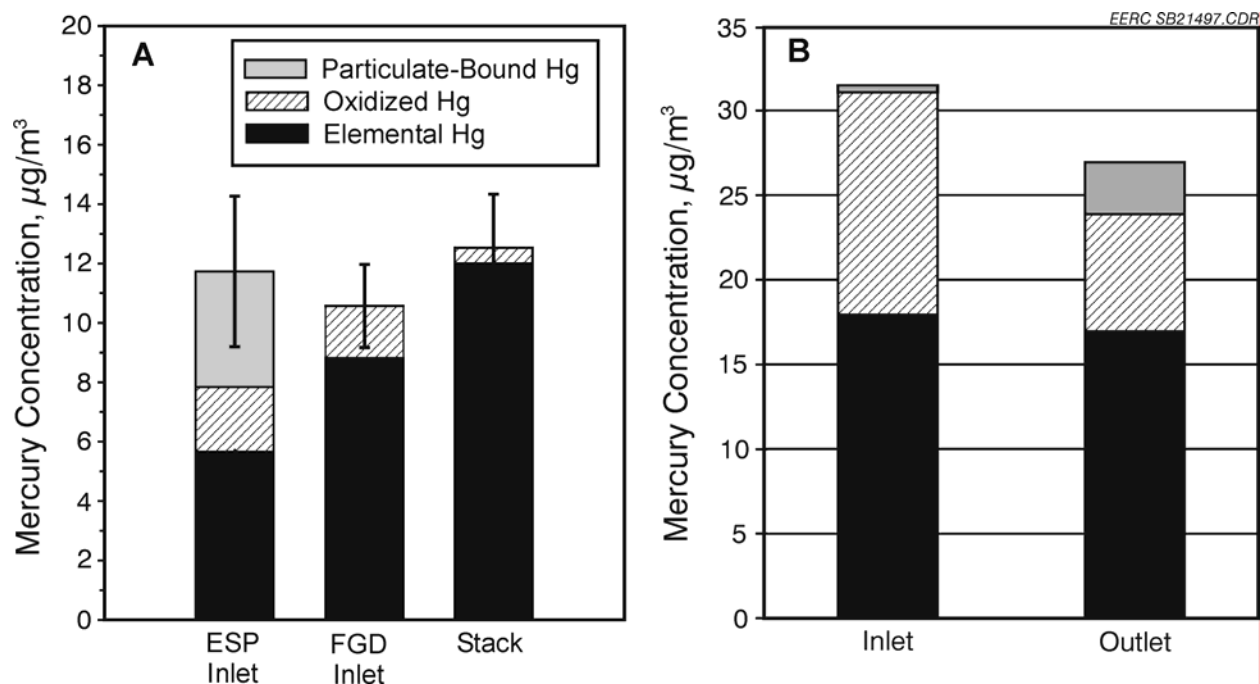 EERC SB21497.CDR
A
Particulate-Bound Hg
Oxidized Hg
Elemental Hg
Mercury Concentration, μg/m³
20
18
16
14
12
10
8
6
4
2
0
ESP
Inlet
FGD
Inlet
Stack
B
Mercury Concentration, μg/m³
35
30
25
20
15
10
5
0
Inlet
Outlet